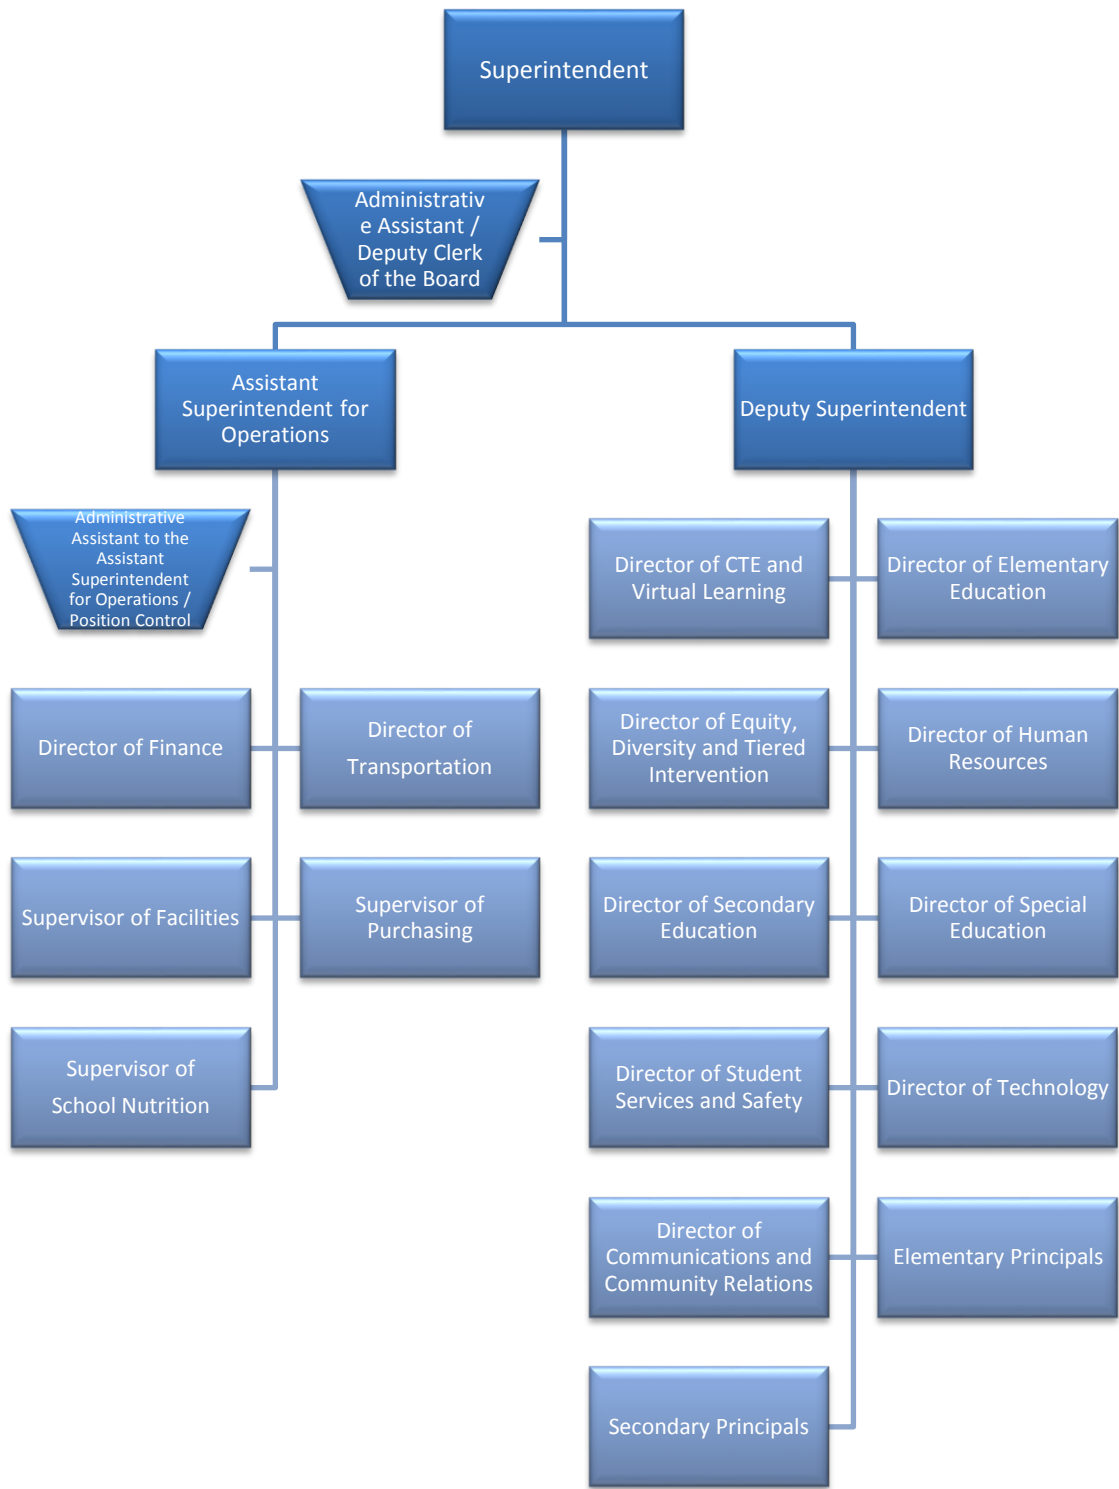 Superintendent
Administrativ
e Assistant /
Deputy Clerk
of the Board
Assistant
Superintendent for
Operations
Deputy Superintendent
Administrative
Assistant to the
Assistant
Superintendent
for Operations /
Position Control
Director of CTE and
Virtual Learning
Director of Elementary
Education
Director of Finance
Director of
Transportation
Director of Equity,
Diversity and Tiered
Intervention
Director of Human
Resources
Supervisor of Facilities
Supervisor of
Purchasing
Director of Secondary
Education
Director of Special
Education
Supervisor of
School Nutrition
Director of Student
Services and Safety
Director of Technology
Director of
Communications and
Community Relations
Elementary Principals
Secondary Principals